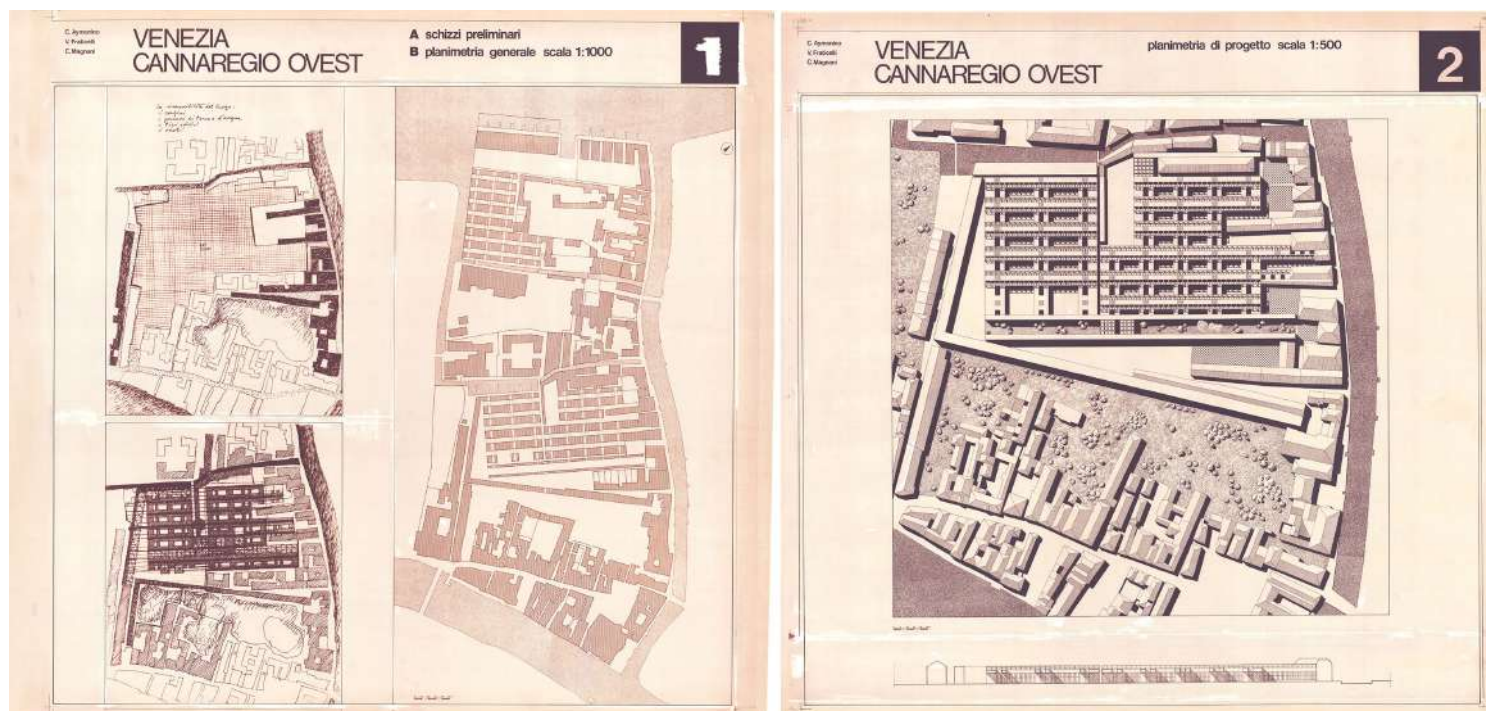 C. Aymonino
V. Fraticelli
C. Magnani
VENEZIA
CANNAREGIO OVEST
A schizzi preliminari
B planimetria generale scala 1:1000
1
C. Aymonino
V. Fraticelli
C. Magnani
VENEZIA
CANNAREGIO OVEST
planimetria di progetto scala 1:500
2